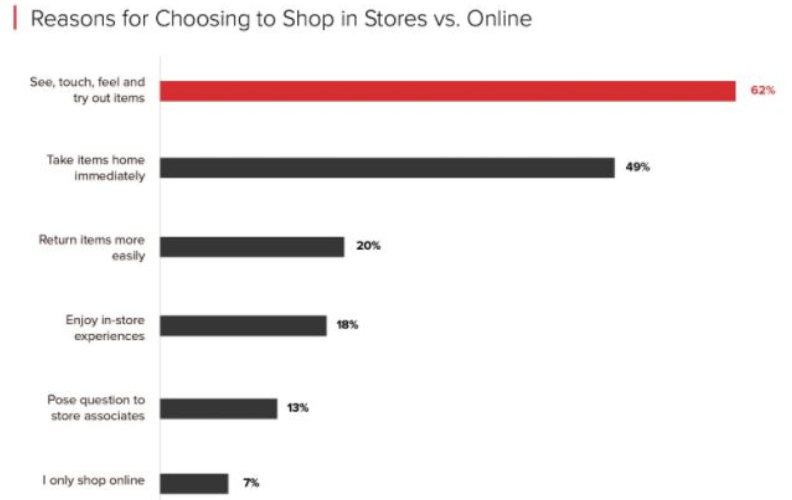 Reasons for Choosing to Shop in Stores vs. Online
See, touch, feel and
try out items
62%
Take items home
immediately
49%
Return items more
easily
20%
Enjoy in-store
experiences
18%
Pose question to
store associates
13%
I only shop online
7%